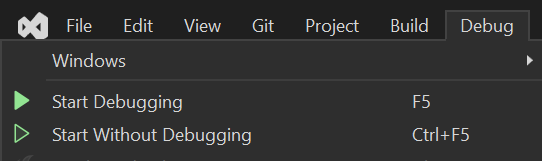 File Edit View Git Project Build Debug
Windows
Start Debugging F5
Start Without Debugging Ctrl+F5